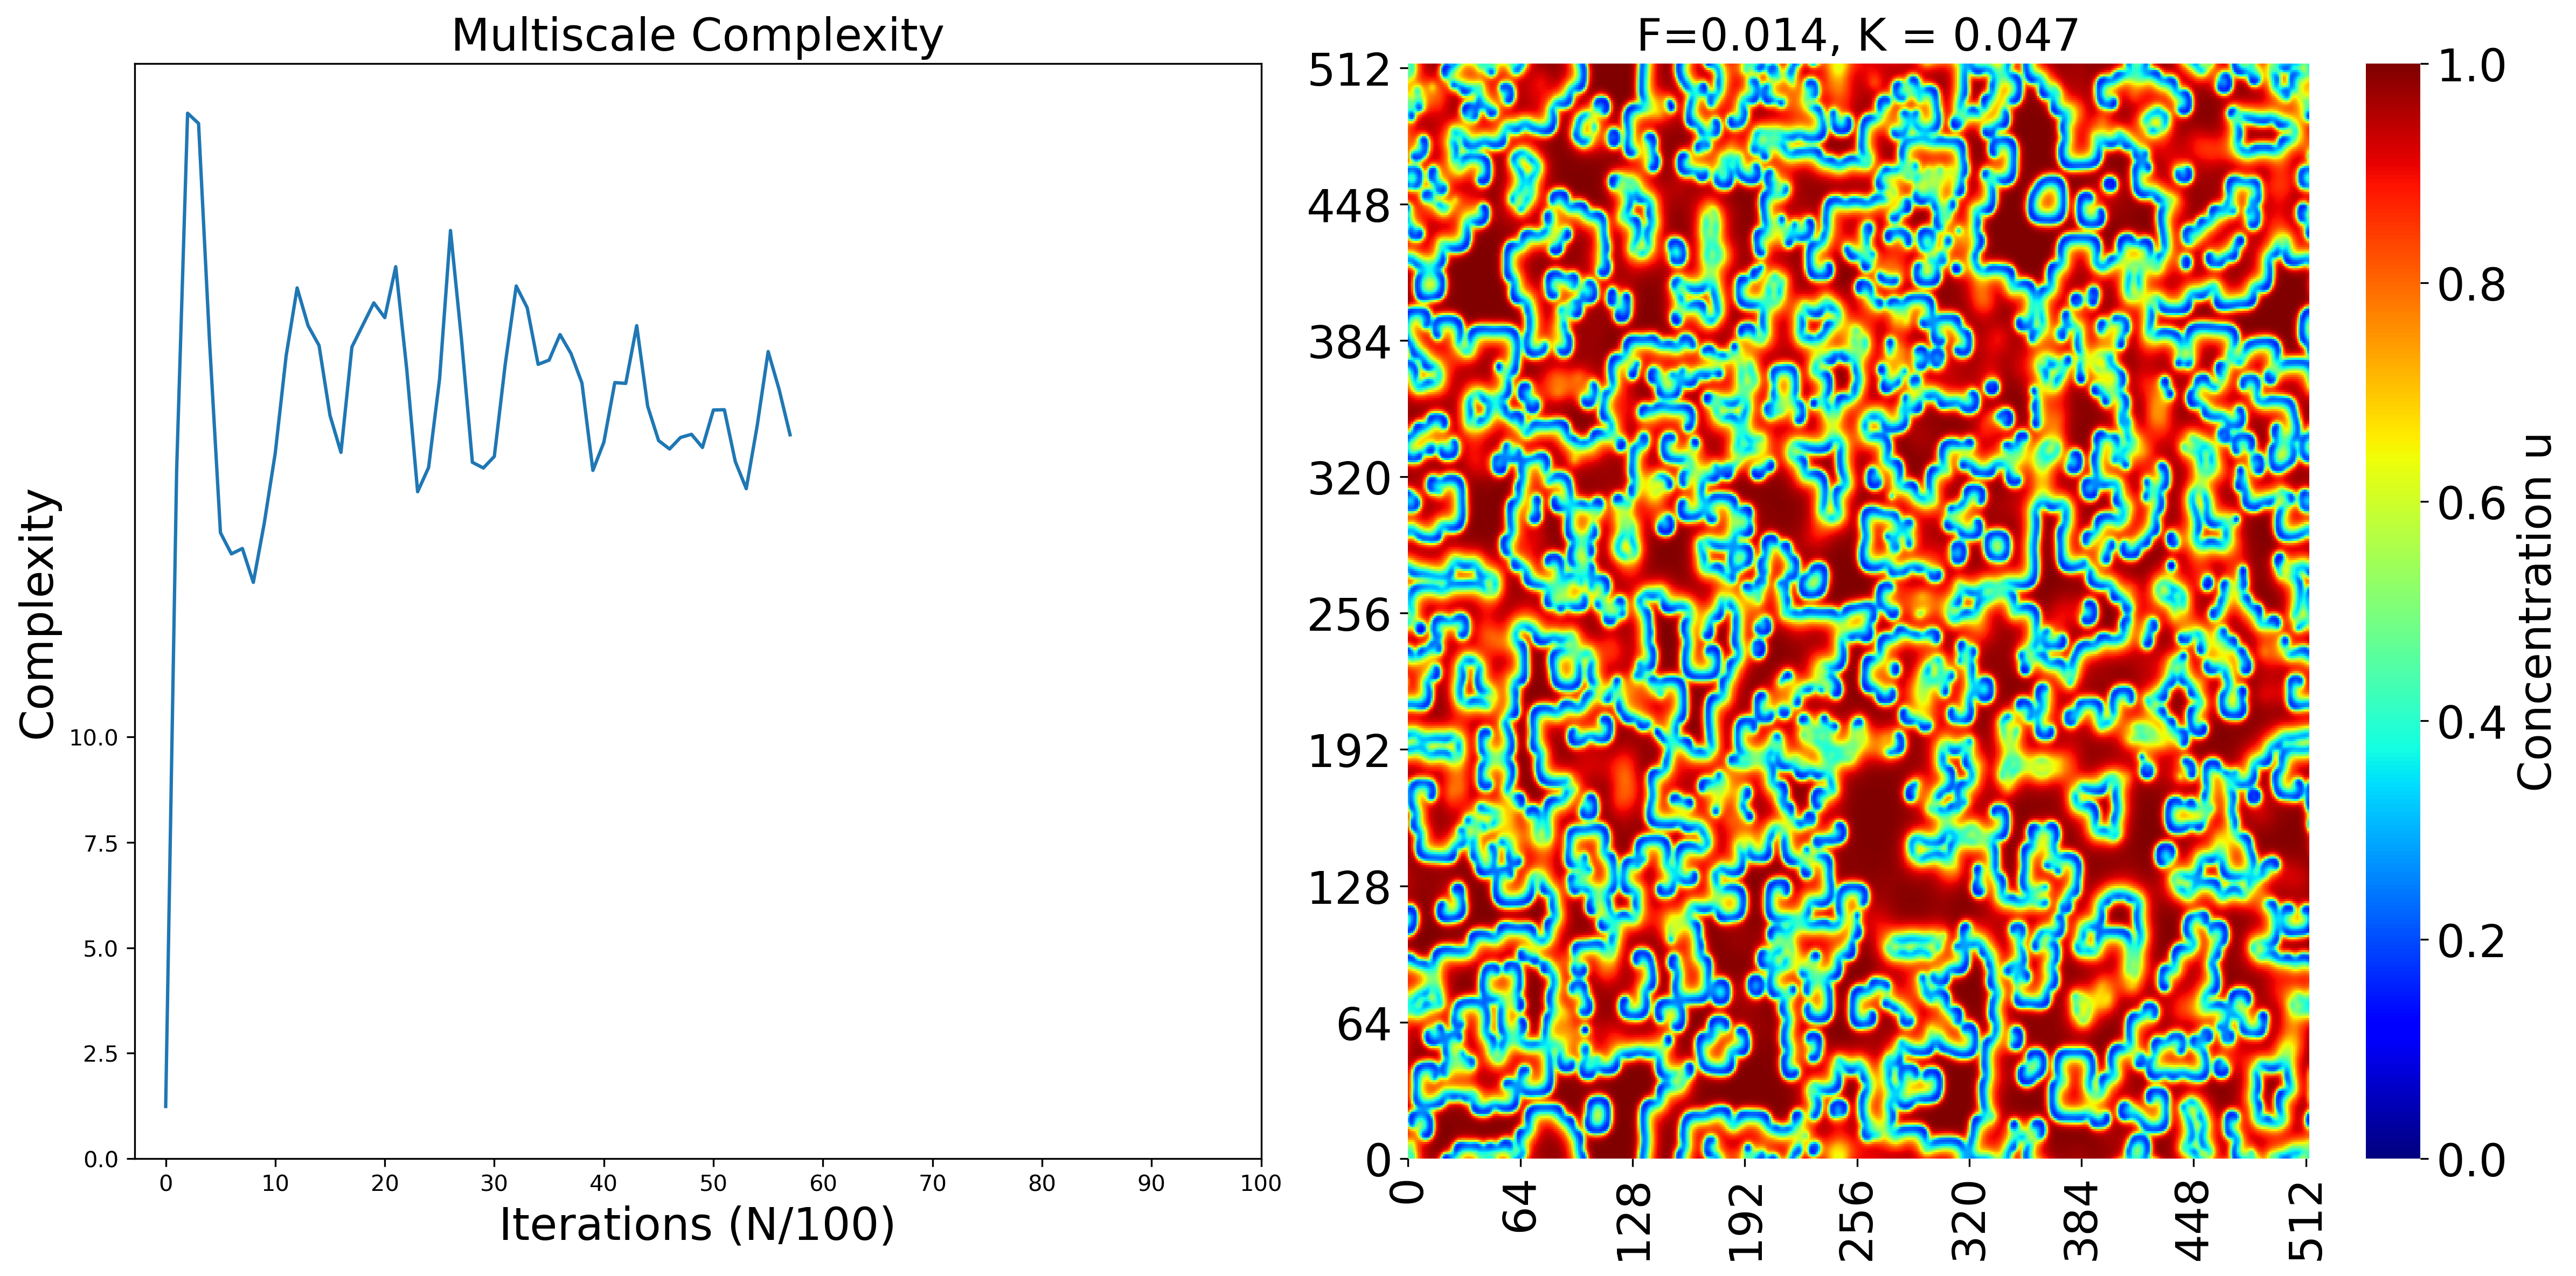 Multiscale Complexity
Complexity
10.0
7.5
5.0
2.5
0.0
0 10 20 30 40 50 60 70 80 90 100
Iterations (N/100)
F=0.014, K = 0.047
512
448
384
320
256
192
128
64
0
0 64 128 192 256 320 384 448 512
1.0
0.8
0.6
0.4
0.2
0.0
Concentration u